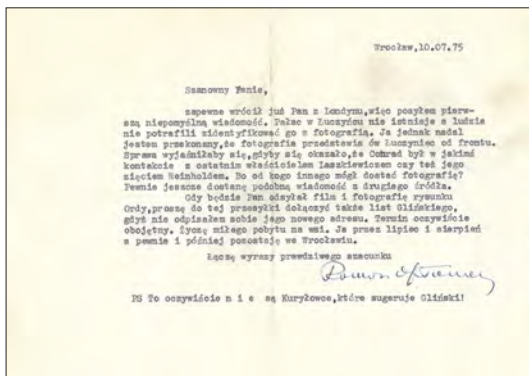 Wrocław,10.07.75
Szanowny Panie,
zapewne wrócił już Pan z Londynu,więc posyłam pierw-
szą niepomyślną wiadomość. Pałac w Łuczyńcu nie istnieje a ludzie
nie potrafili zidentyfikować go z fotografią. Ja jednak nadal
jestem przekonany,że fotografia przedstawia ów Łuczyniec od frontu.
Sprawa wyjaśniłaby się,gdyby się okazało,że Conrad był w jakimś
kontakcie z ostatnim właścicielem Łaszkiewiczem czy też jego
zięciem Reinholdem. Bo od kogo innego mógł dostać fotografię?
Pewnie jeszcze dostanę podobną wiadomość z drugiego źródła.
Gdy będzie Pan odsyłał film i fotografię rysunku
Ordy,proszę do tej przesyłki dołączyć także list Glińskiego,
gdyż nie odpisałem sobie jego nowego adresu. Termin oczywiście
obojętny. Życzę miłego pobytu na wsi. Ja przez lipiec i sierpień
a pewnie i później pozostaję we Wrocławiu.
Łączę wyrazy prawdziwego szacunku
Roman Aftanazy
PS To oczywiście n i e są Kuryłowce,które sugeruje Gliński!